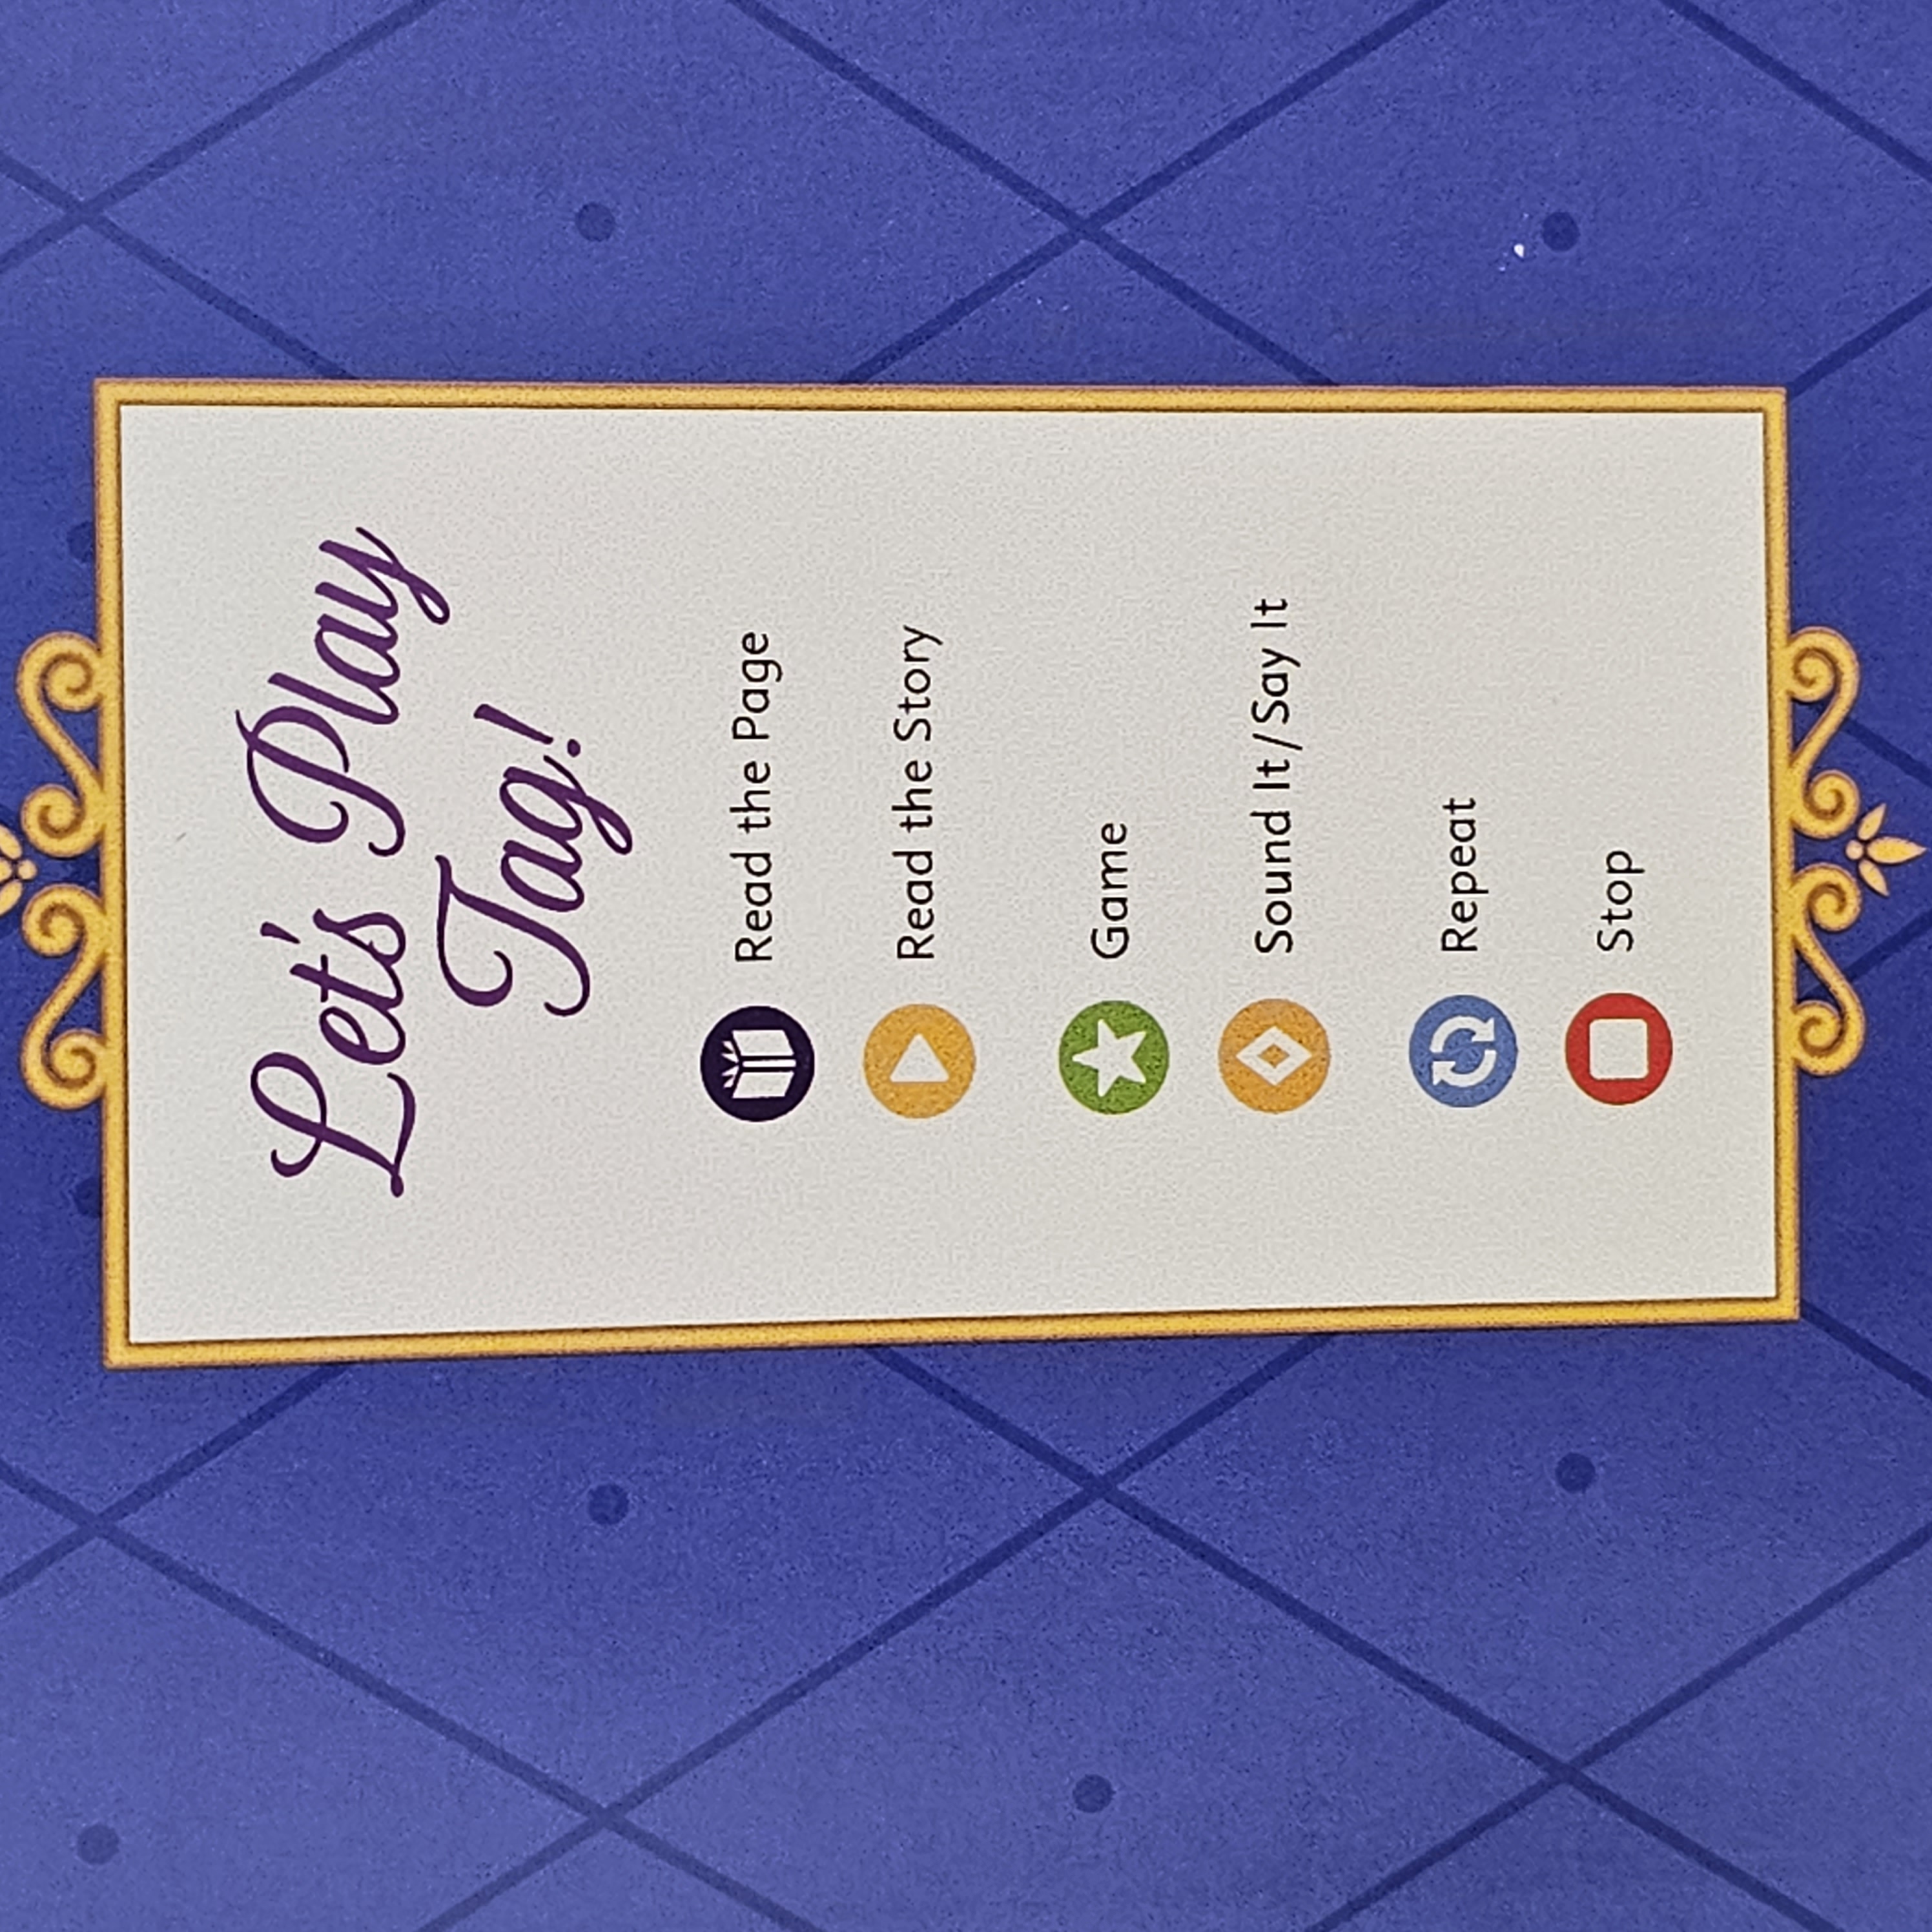 Let's Play
Tag!
Read the Page
Read the Story
Game
Sound It/Say It
Repeat
Stop